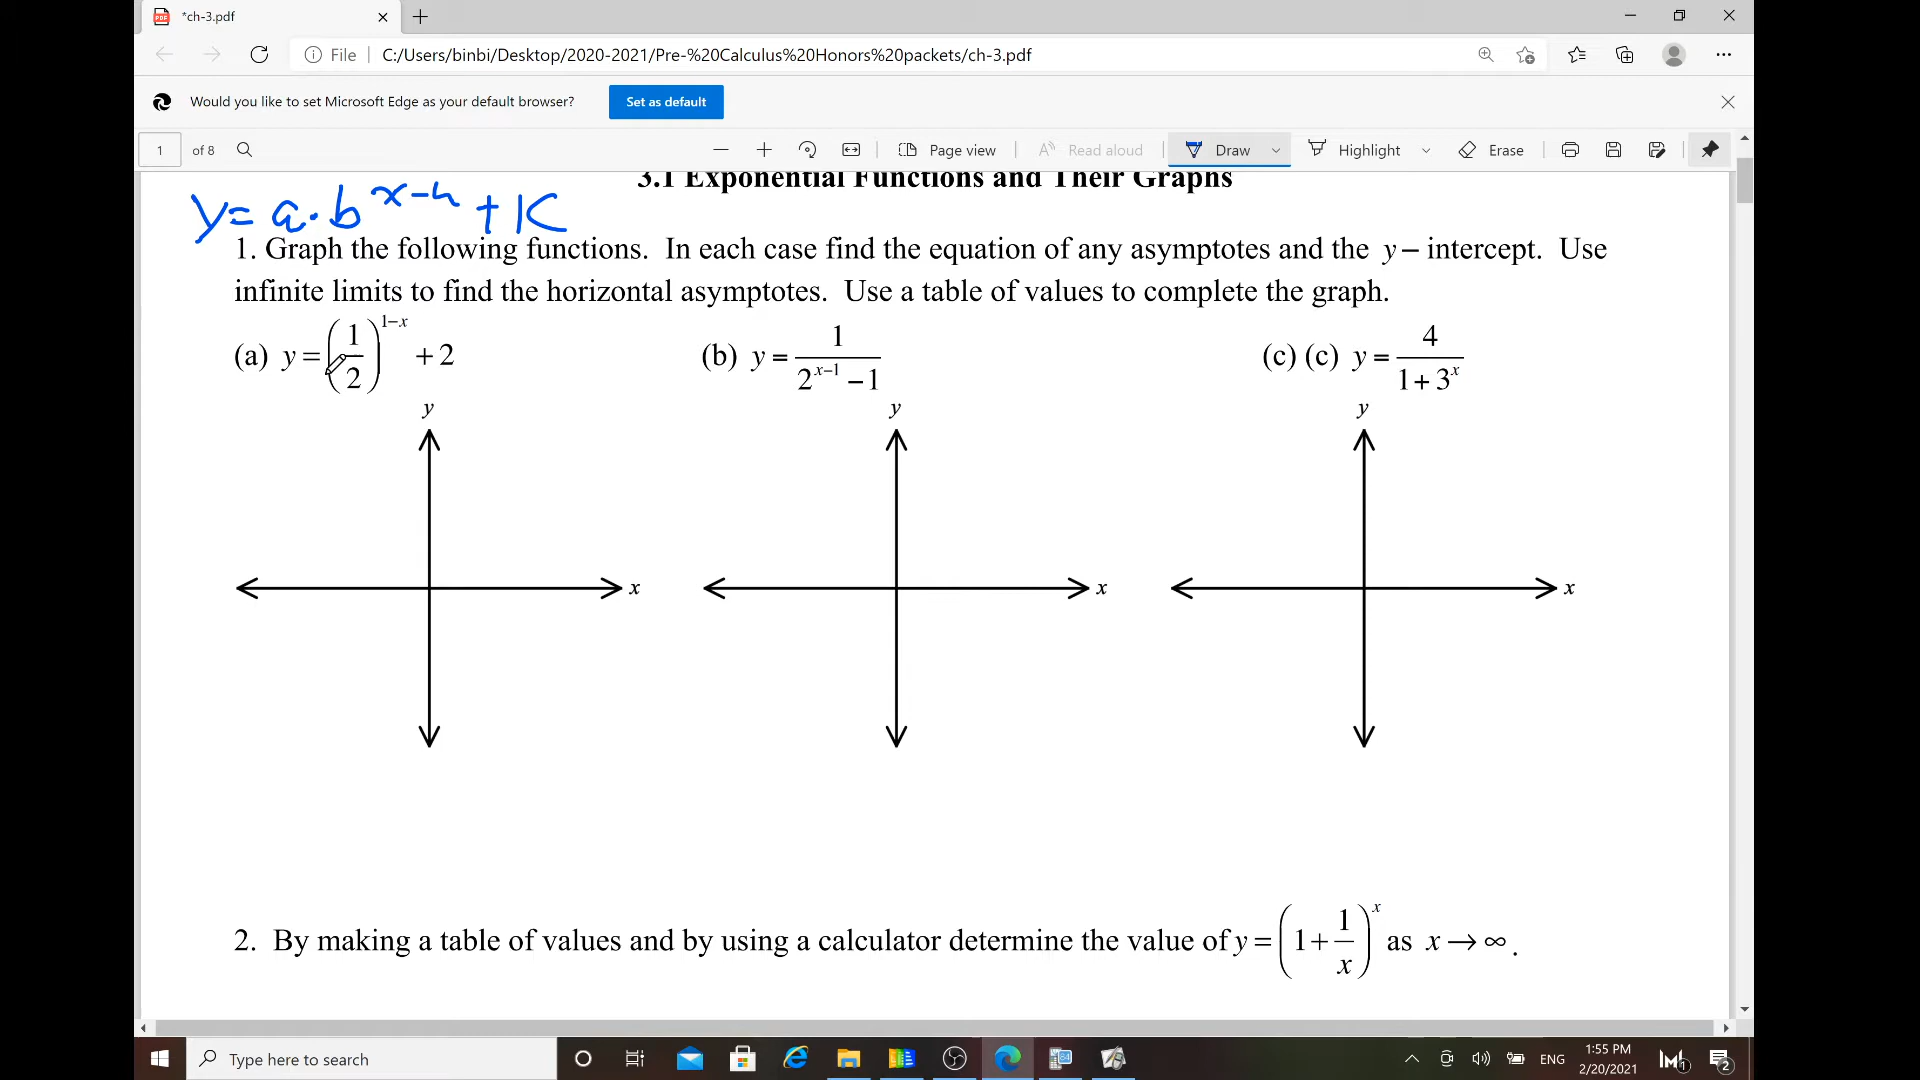 *ch-3.pdf
File | C:/Users/binbi/Desktop/2020-2021/Pre-%20Calculus%20Honors%20packets/ch-3.pdf
Would you like to set Microsoft Edge as your default browser? Set as default
1 of 8 Page view Read aloud Draw Highlight Erase
3.1 Exponential Functions and Their Graphs
y = a · b^(x-h) + K
1. Graph the following functions. In each case find the equation of any asymptotes and the y – intercept. Use
infinite limits to find the horizontal asymptotes. Use a table of values to complete the graph.
(a) y = (1/2)^(1-x) + 2 (b) y = 1/(2^(x-1) - 1) (c) (c) y = 4/(1+3^x)
y y y
x x x
2. By making a table of values and by using a calculator determine the value of y = (1 + 1/x)^x as x → ∞ .
Type here to search
84
ENG
1:55 PM
2/20/2021
1
2